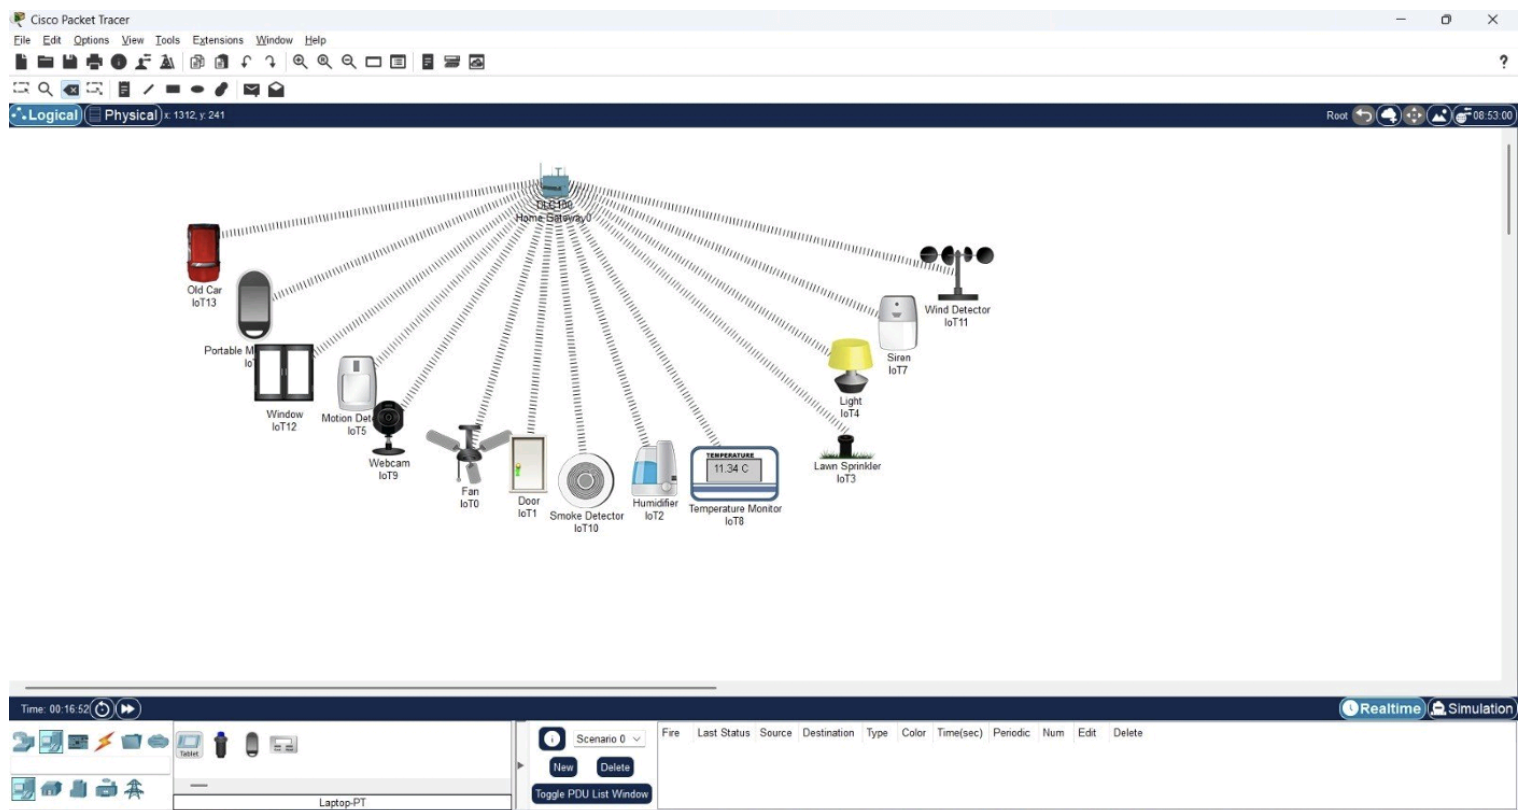 Cisco Packet Tracer
File Edit Options View Tools Extensions Window Help
?
Logical Physical x: 1312, y: 241
Root 08:53:00
DLC100
Home Gateway0
Old Car
IoT13
Portable M
Io
Window
IoT12
Motion Det
IoT5
Webcam
IoT9
Fan
IoT0
Door
IoT1
Smoke Detector
IoT10
Humidifier
IoT2
TEMPERATURE
11.34 C
Temperature Monitor
IoT8
Lawn Sprinkler
IoT3
Light
IoT4
Siren
IoT7
Wind Detector
IoT11
Time: 00:16:52
Realtime Simulation
Tablet
Laptop-PT
Scenario 0
New Delete
Toggle PDU List Window
Fire Last Status Source Destination Type Color Time(sec) Periodic Num Edit Delete